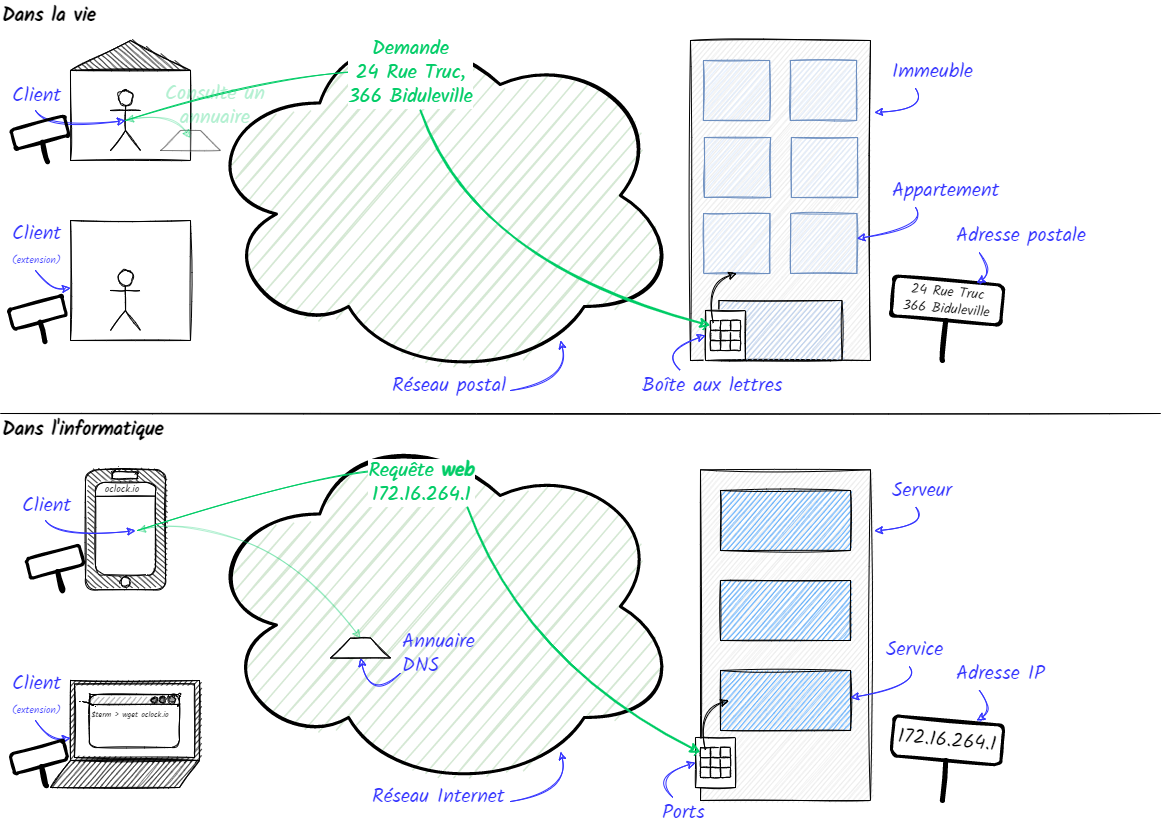 Dans la vie
Demande
24 Rue Truc,
366 Biduleville
Consulte un
annuaire
Client
Immeuble
Appartement
Client
(extension)
Adresse postale
24 Rue Truc
366 Biduleville
Réseau postal
Boîte aux lettres
Dans l'informatique
Requête web
172.16.264.1
oclock.io
Client
Serveur
Annuaire
DNS
Service
Adresse IP
Client
(extension)
$term > wget oclock.io
172.16.264.1
Réseau Internet
Ports